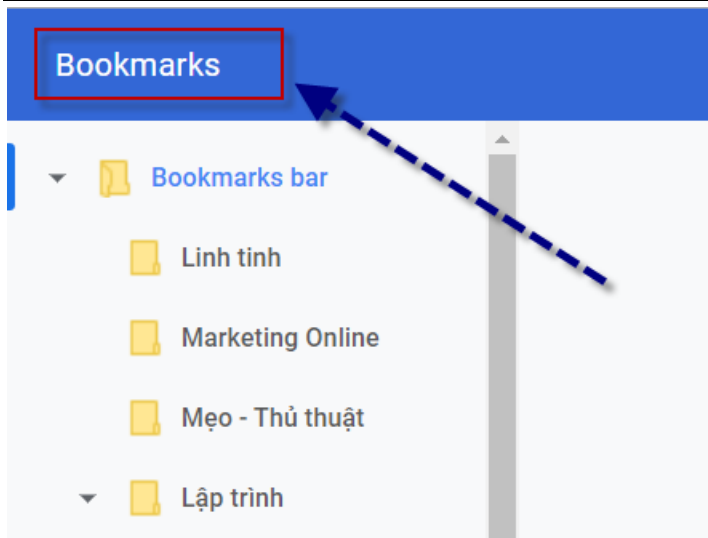 Bookmarks
Bookmarks bar
Linh tinh
Marketing Online
Mẹo - Thủ thuật
Lập trình